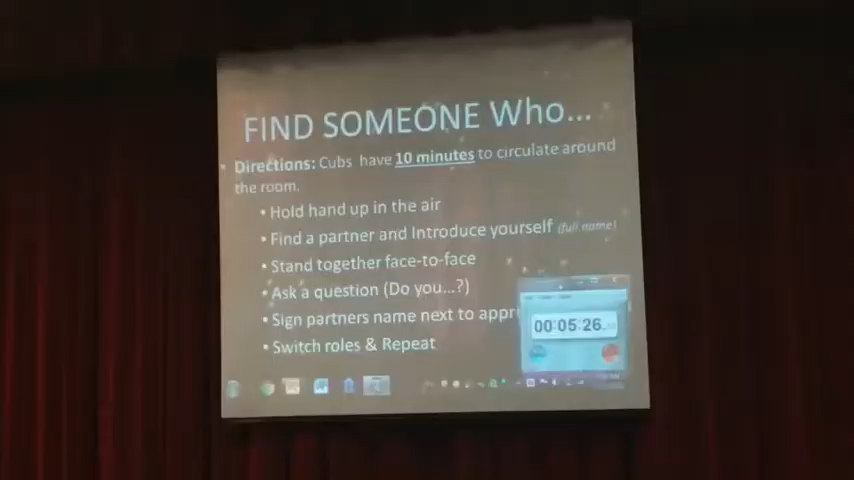 FIND SOMEONE Who...
• Directions: Cubs have 10 minutes to circulate around
the room.
• Hold hand up in the air
• Find a partner and Introduce yourself (full name)
• Stand together face-to-face
• Ask a question (Do you...?)
• Sign partners name next to appr
• Switch roles & Repeat
00:05:26